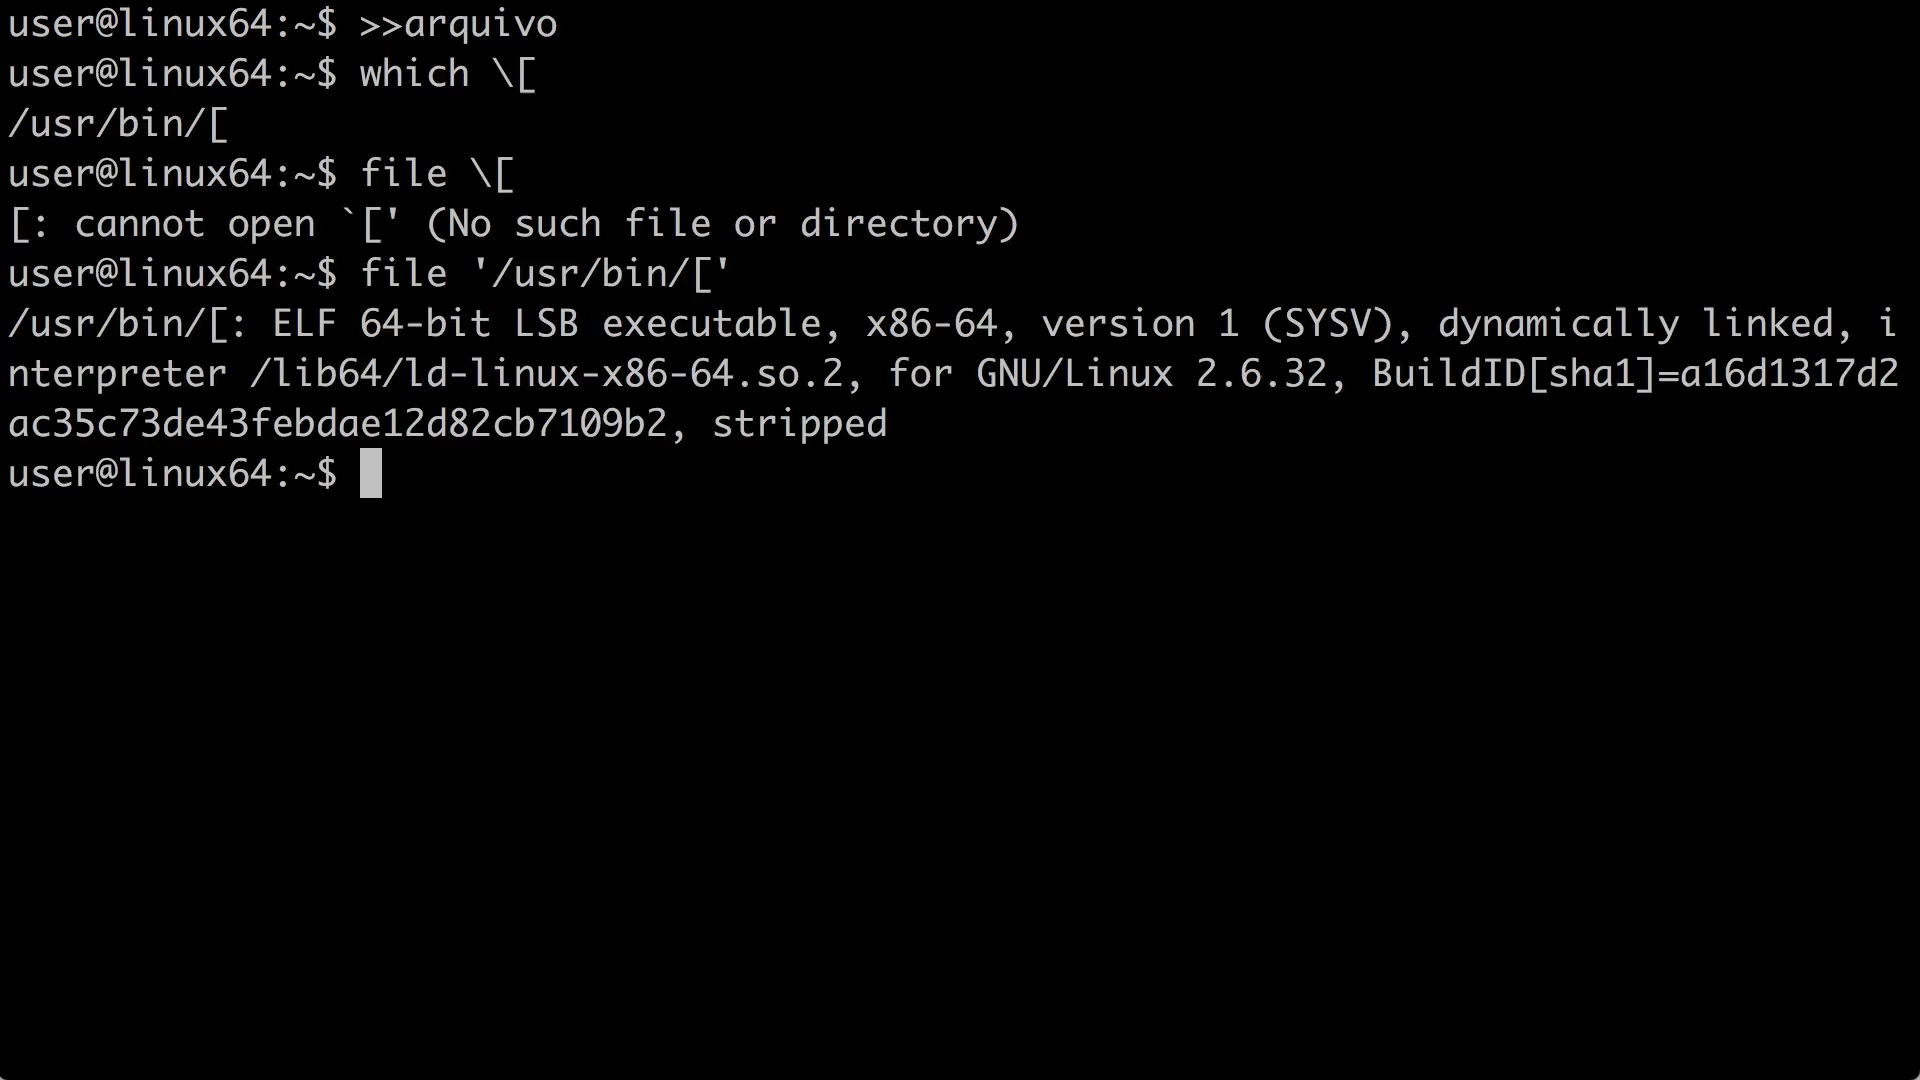 user@linux64:~$ >>arquivo
user@linux64:~$ which \[
/usr/bin/[
user@linux64:~$ file \[
[: cannot open `[' (No such file or directory)
user@linux64:~$ file '/usr/bin/['
/usr/bin/[: ELF 64-bit LSB executable, x86-64, version 1 (SYSV), dynamically linked, i
nterpreter /lib64/ld-linux-x86-64.so.2, for GNU/Linux 2.6.32, BuildID[sha1]=a16d1317d2
ac35c73de43febdae12d82cb7109b2, stripped
user@linux64:~$